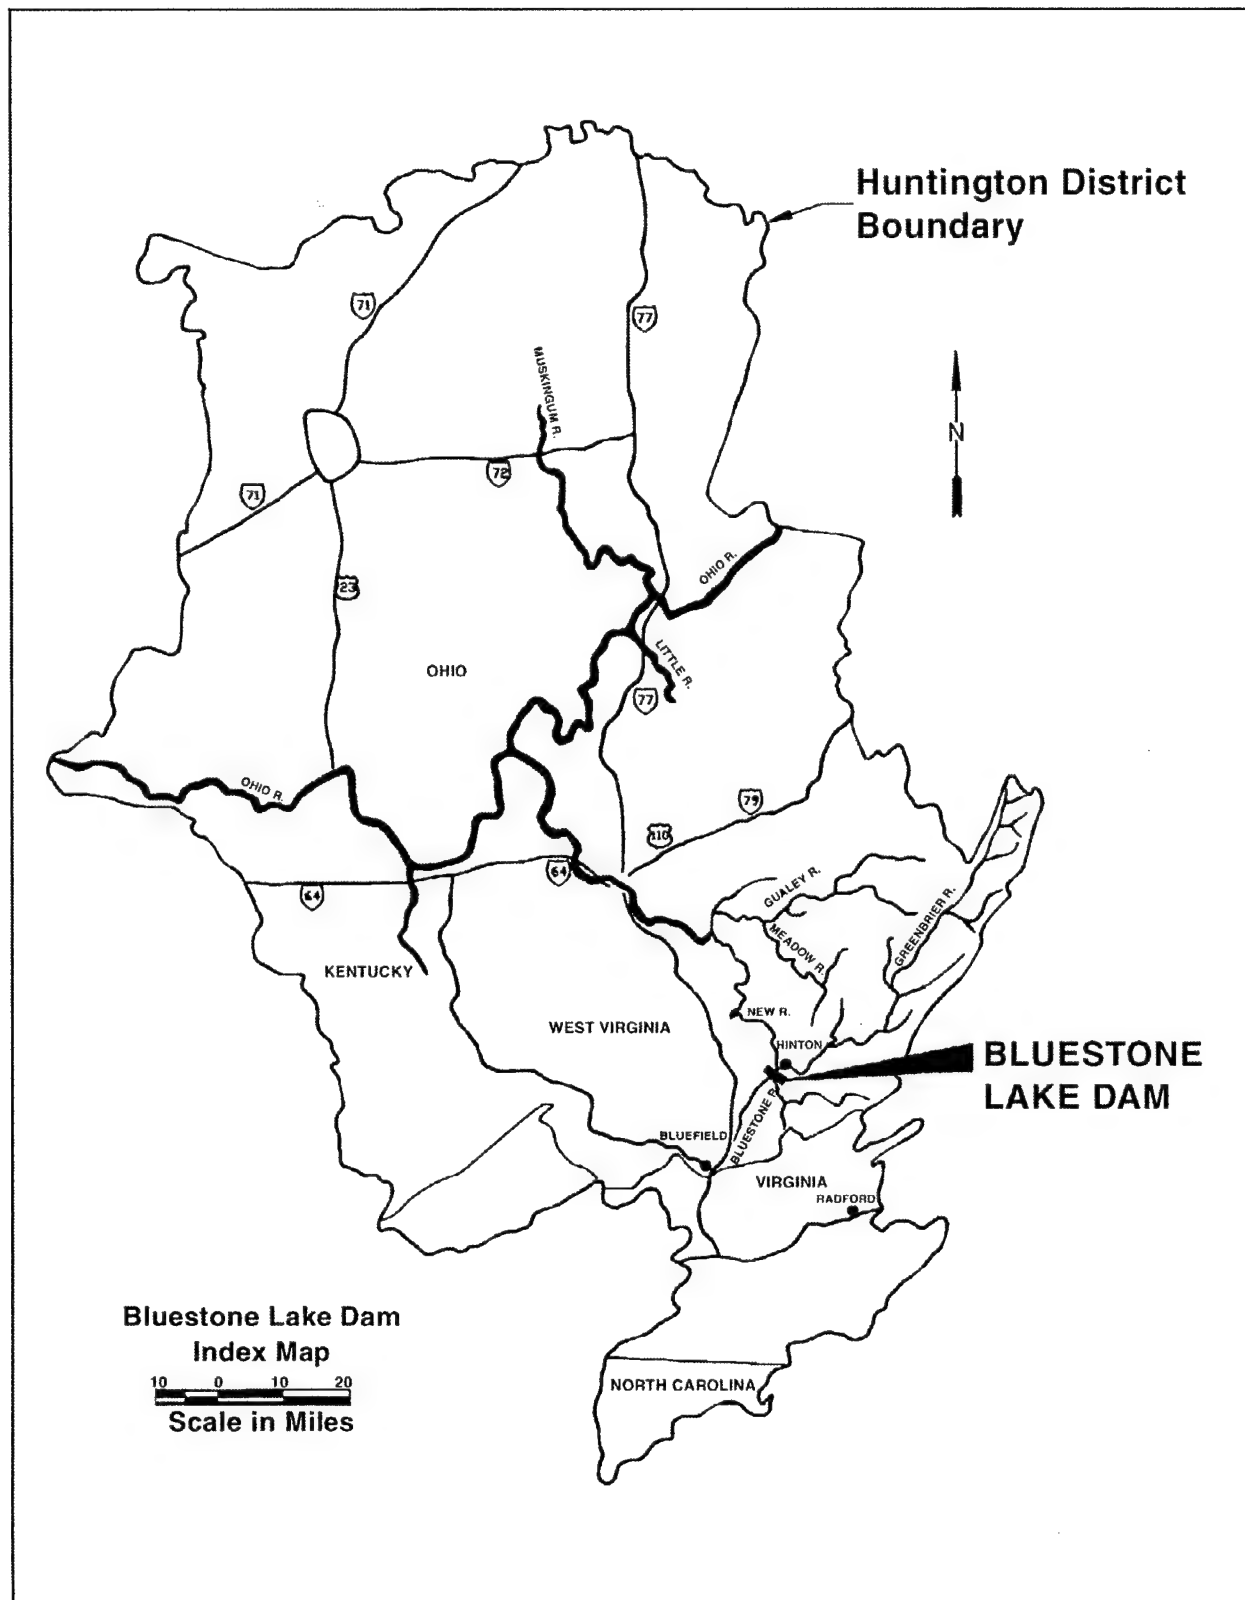 Huntington District
Boundary
71
77
MUSKINGUM R.
N
72
71
OHIO R.
23
LITTLE R.
OHIO
77
OHIO R.
79
110
64
64
GUALEY R.
GREENBRIER R.
MEADOW R.
KENTUCKY
NEW R.
WEST VIRGINIA
HINTON
BLUESTONE
LAKE DAM
BLUESTONE R.
BLUEFIELD
VIRGINIA
RADFORD
Bluestone Lake Dam
Index Map
10 0 10 20
Scale in Miles
NORTH CAROLINA